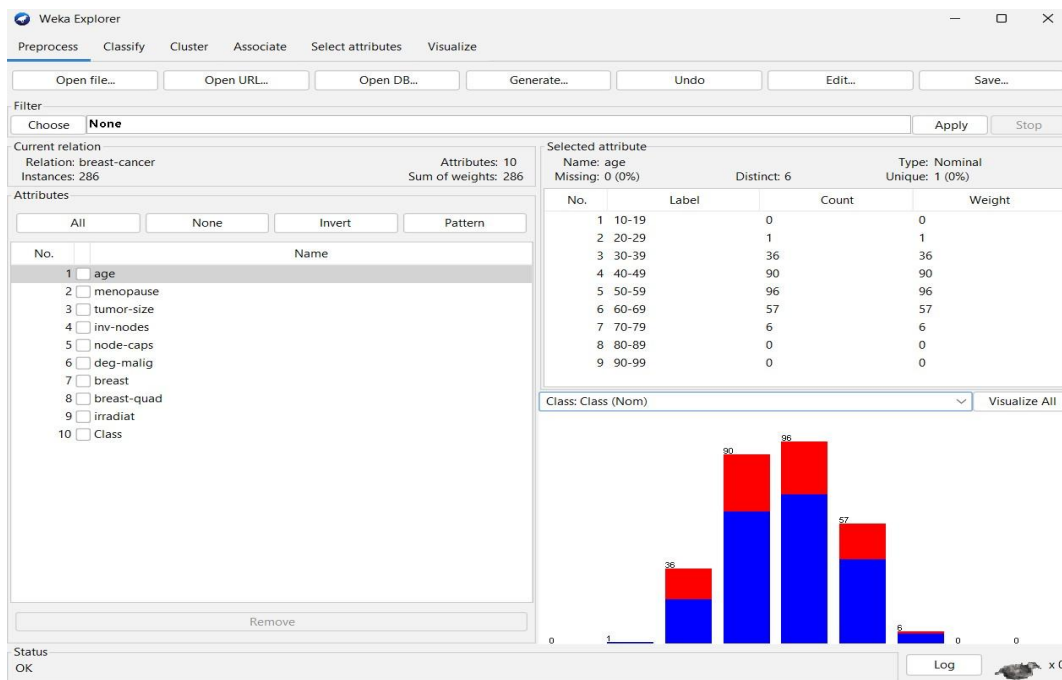 Weka Explorer
Preprocess Classify Cluster Associate Select attributes Visualize
Open file... Open URL... Open DB... Generate... Undo Edit... Save...
Filter
Choose None Apply Stop
Current relation
Relation: breast-cancer Attributes: 10
Instances: 286 Sum of weights: 286
Attributes
All None Invert Pattern
No. Name
1 age
2 menopause
3 tumor-size
4 inv-nodes
5 node-caps
6 deg-malig
7 breast
8 breast-quad
9 irradiat
10 Class
Remove
Selected attribute
Name: age Type: Nominal
Missing: 0 (0%) Distinct: 6 Unique: 1 (0%)
No. Label Count Weight
1 10-19 0 0
2 20-29 1 1
3 30-39 36 36
4 40-49 90 90
5 50-59 96 96
6 60-69 57 57
7 70-79 6 6
8 80-89 0 0
9 90-99 0 0
Class: Class (Nom) Visualize All
0 1 36 90 96 57 6 0 0
Status
OK Log x 0